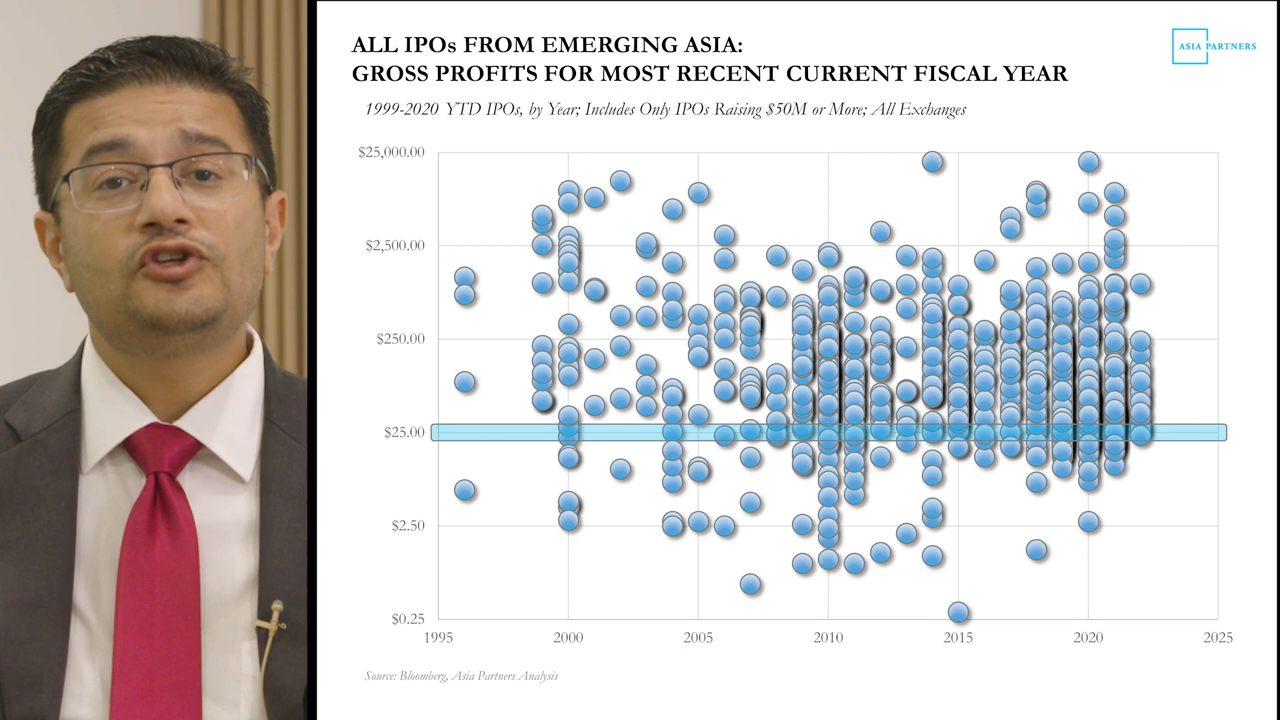 ALL IPOs FROM EMERGING ASIA:
GROSS PROFITS FOR MOST RECENT CURRENT FISCAL YEAR
ASIA PARTNERS
1999-2020 YTD IPOs, by Year; Includes Only IPOs Raising $50M or More; All Exchanges
$25,000.00
$2,500.00
$250.00
$25.00
$2.50
$0.25
1995 2000 2005 2010 2015 2020 2025
Source: Bloomberg, Asia Partners Analysis